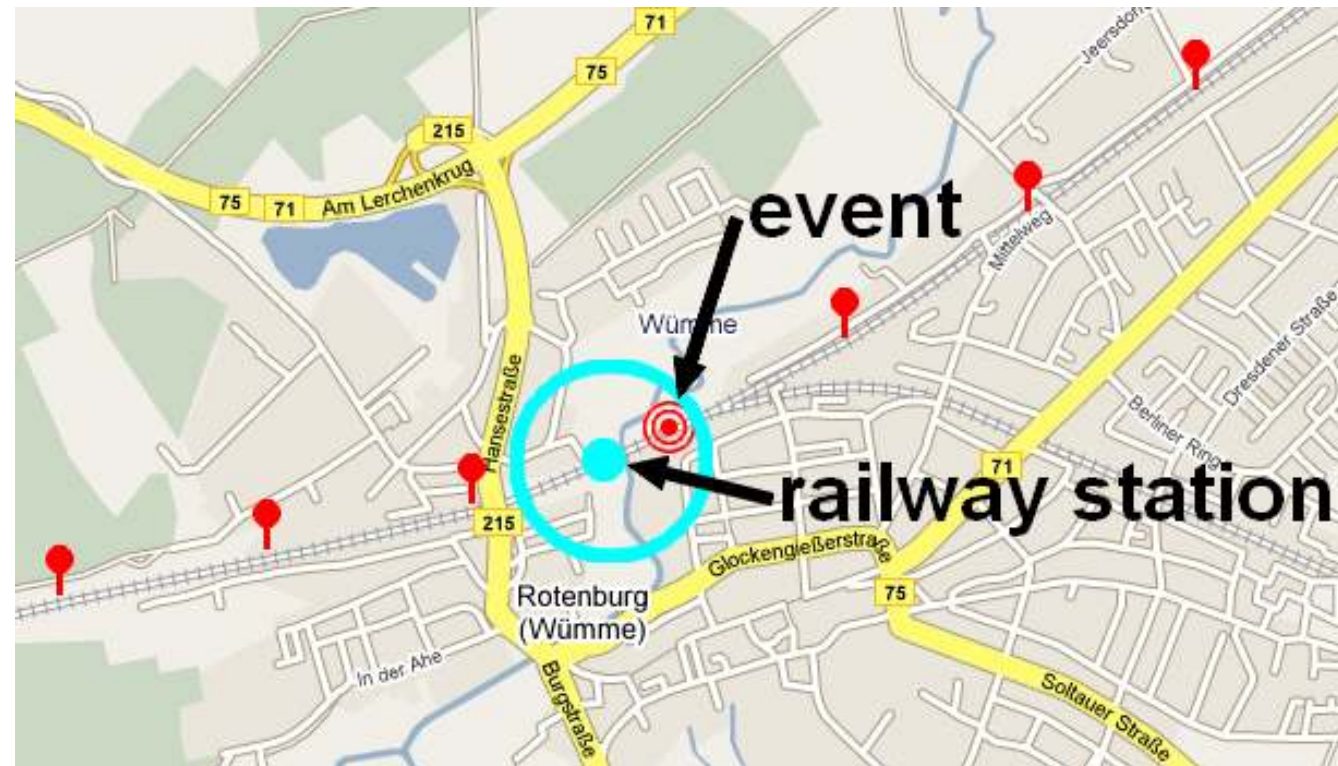 71
75
Jeersdorf
215
75
71
Am Lerchenkrug
event
Mittelweg
Wümme
Dresdener Straße
Hansestraße
Berliner Ring
71
railway station
215
Glockengießerstraße
75
Rotenburg
(Wümme)
In der Ahe
Burgstraße
Soltauer Straße